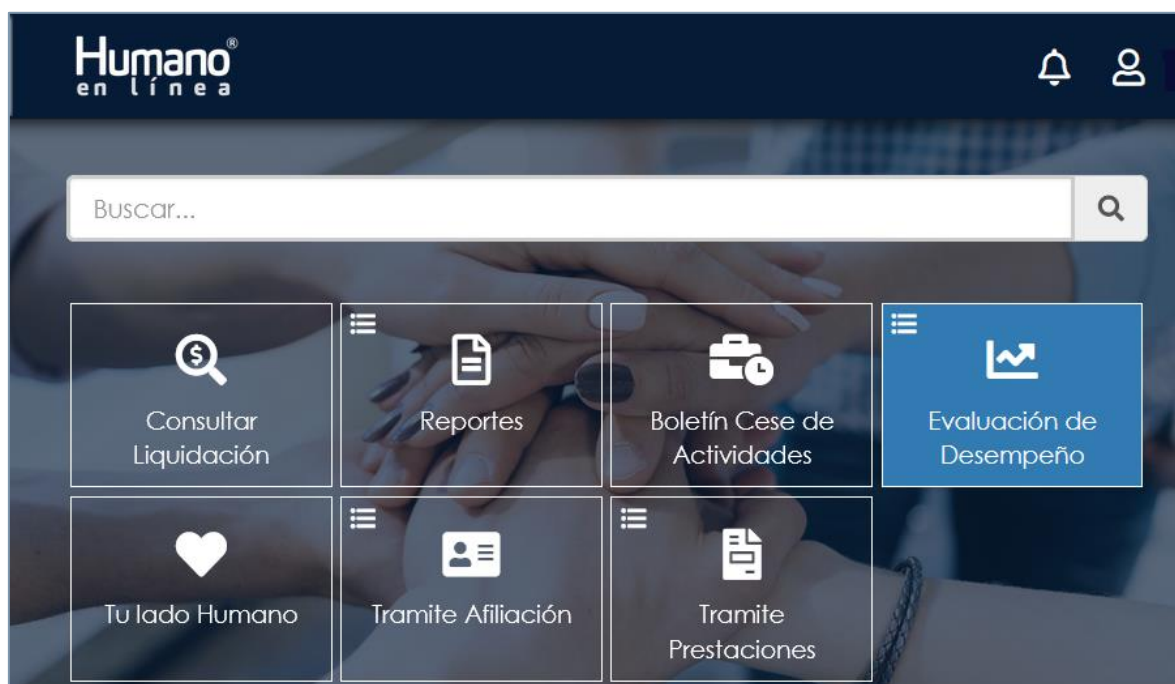 Humano®
en línea
Buscar...
Consultar
Liquidación
Reportes
Boletín Cese de
Actividades
Evaluación de
Desempeño
Tu lado Humano
Tramite Afiliación
Tramite
Prestaciones